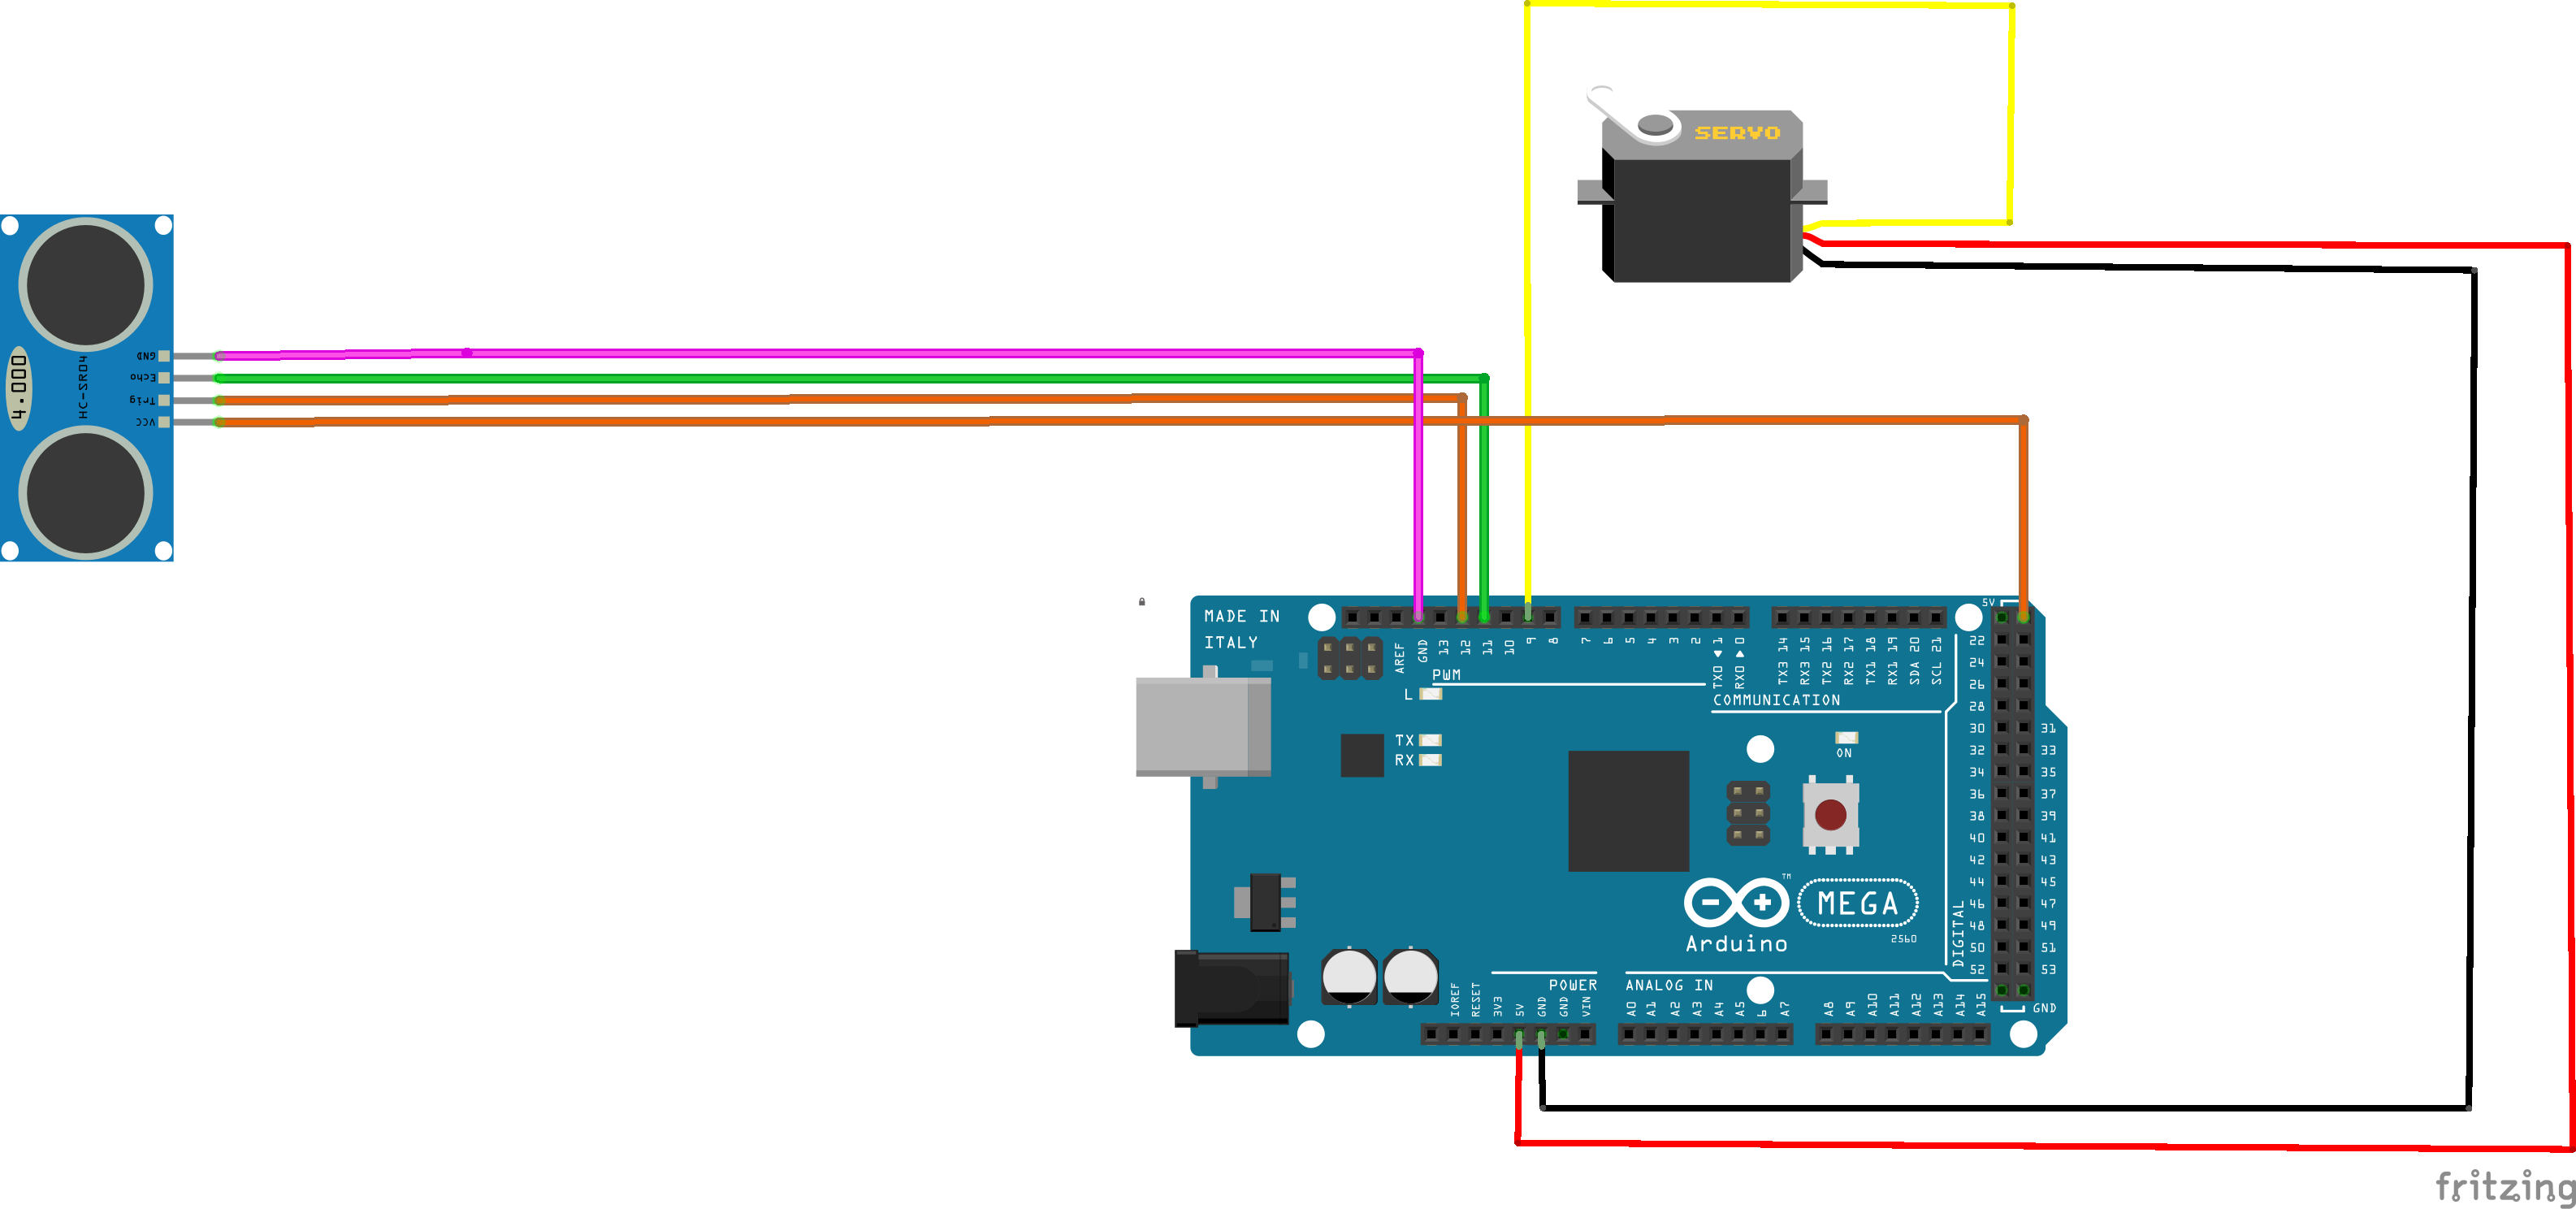 SERVO
4.000
HC-SR04
GND
Echo
Trig
VCC
MADE IN
ITALY
AREF
GND
13
12
11
10
9
8
7
6
5
4
3
2
TX0 1
RX0 0
TX3 14
RX3 15
TX2 16
RX2 17
TX1 18
RX1 19
SDA 20
SCL 21
PWM
COMMUNICATION
5V
22
24
26
28
30 31
32 33
34 35
36 37
38 39
40 41
42 43
44 45
46 47
48 49
50 51
52 53
GND
DIGITAL
L
TX
RX
ON
TM
MEGA
2560
Arduino
POWER
ANALOG IN
IOREF
RESET
3V3
5V
GND
GND
VIN
A0
A1
A2
A3
A4
A5
6
A7
A8
A9
A10
A11
A12
A13
A14
A15
fritzing